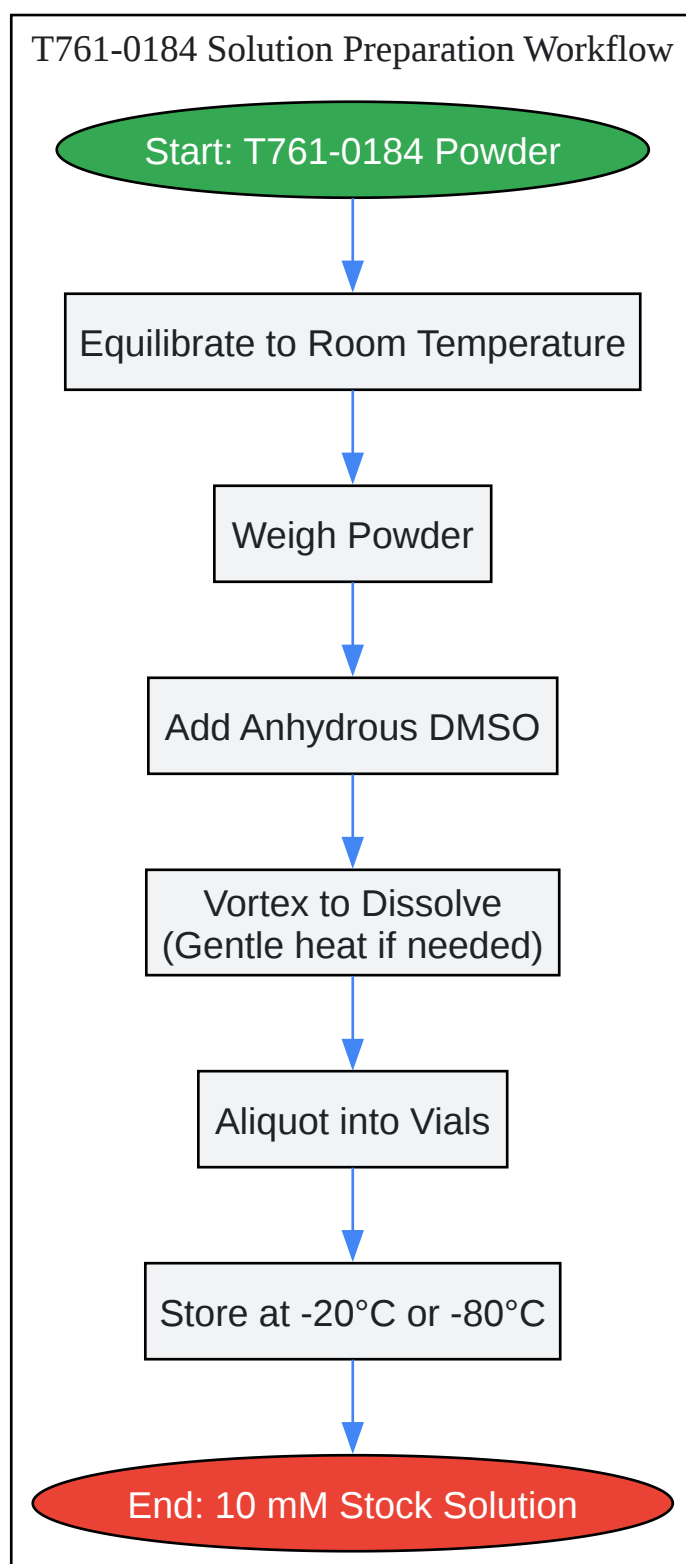 T761-0184 Solution Preparation Workflow
Start: T761-0184 Powder
Equilibrate to Room Temperature
Weigh Powder
Add Anhydrous DMSO
Vortex to Dissolve
(Gentle heat if needed)
Aliquot into Vials
Store at -20°C or -80°C
End: 10 mM Stock Solution